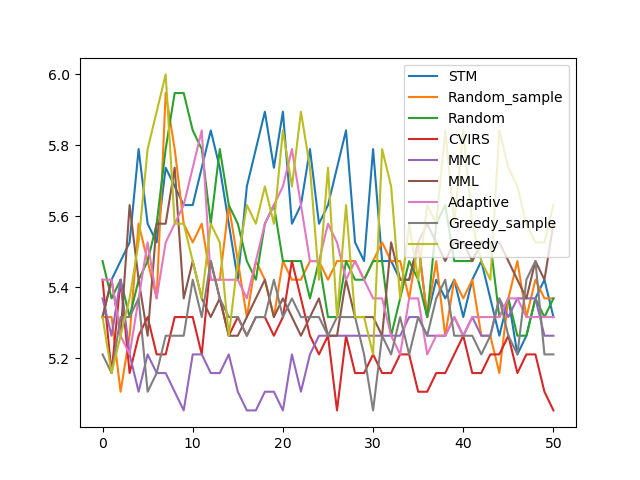 6.0
5.8
5.6
5.4
5.2
0
10
20
30
40
50
STM
Random_sample
Random
CVIRS
MMC
MML
Adaptive
Greedy_sample
Greedy